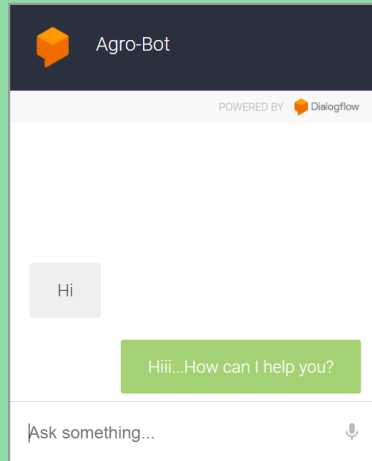 Agro-Bot
POWERED BY Dialogflow
Hi
Hiii...How can I help you?
Ask something...